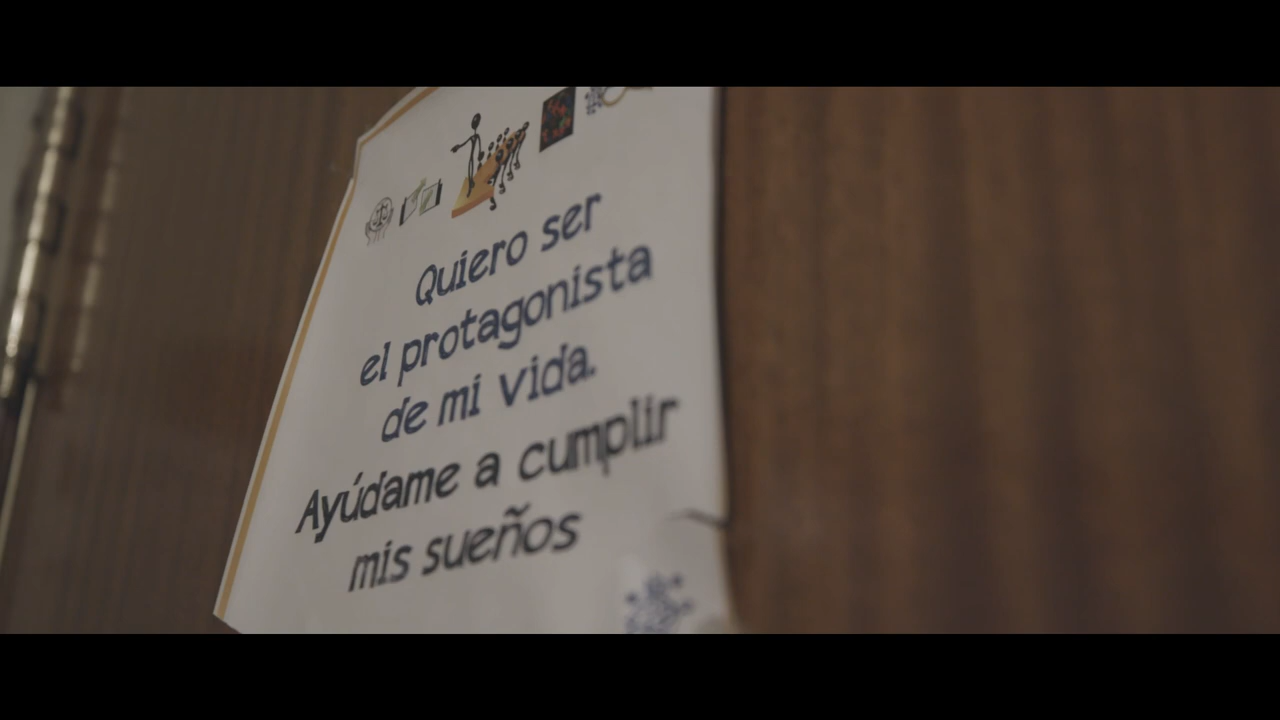 Quiero ser
el protagonista
de mi vida.
Ayúdame a cumplir
mis sueños